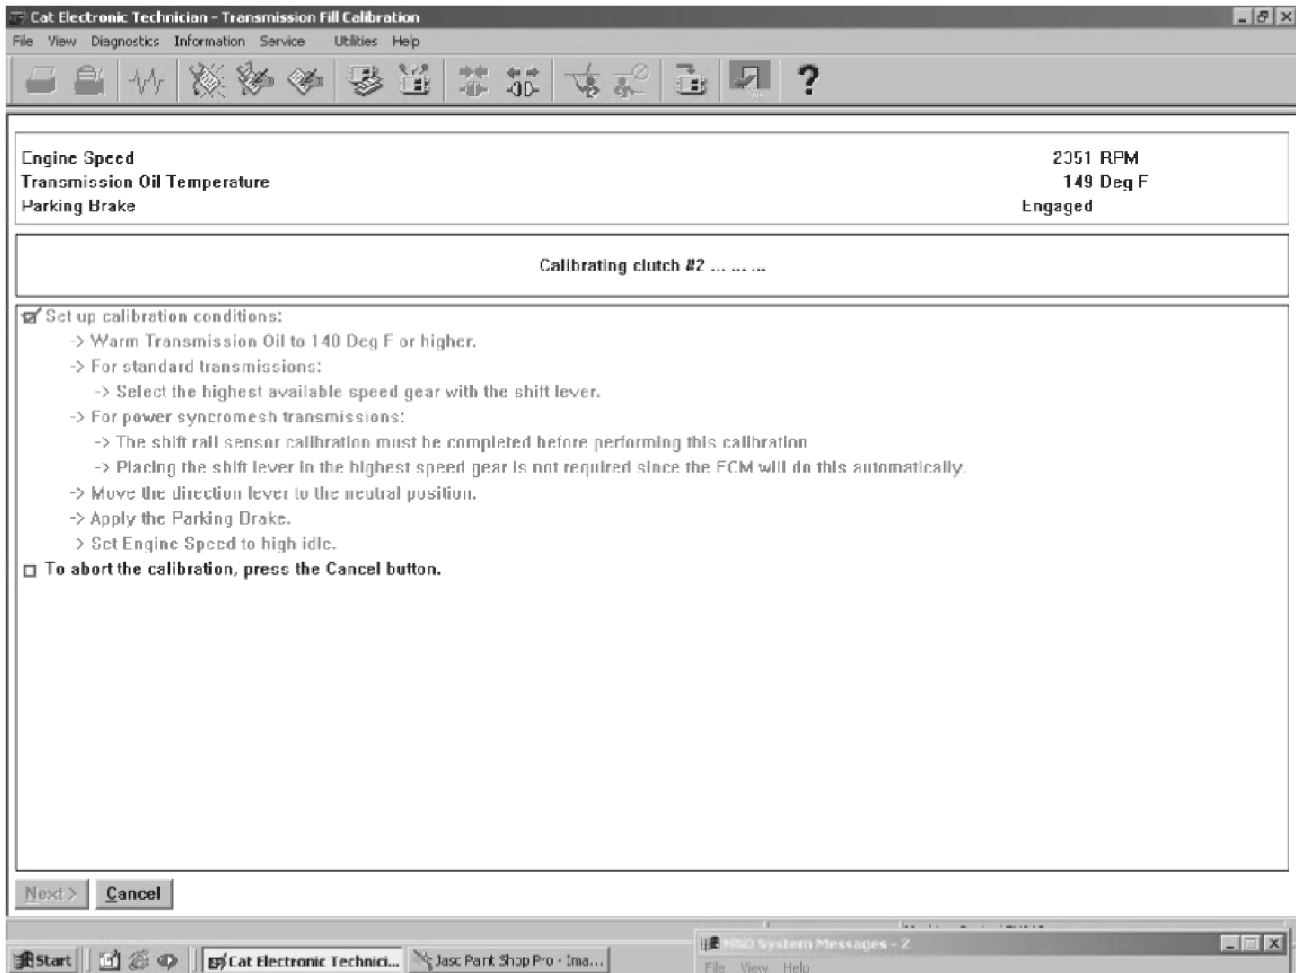 Cat Electronic Technician - Transmission Fill Calibration
File View Diagnostics Information Service Utilities Help
Engine Speed 2351 RPM
Transmission Oil Temperature 149 Deg F
Parking Brake Engaged
Calibrating clutch #2 ... ... ...
Set up calibration conditions:
-> Warm Transmission Oil to 140 Deg F or higher.
-> For standard transmissions:
-> Select the highest available speed gear with the shift lever.
-> For power syncromesh transmissions:
-> The shift rail sensor calibration must be completed before performing this calibration
-> Placing the shift lever in the highest speed gear is not required since the ECM will do this automatically.
-> Move the direction lever to the neutral position.
-> Apply the Parking Brake.
> Set Engine Speed to high idle.
To abort the calibration, press the Cancel button.
Next > Cancel
System Messages - 2
Start Cat Electronic Technici... Jasc Paint Shop Pro - Ima...
File View Help